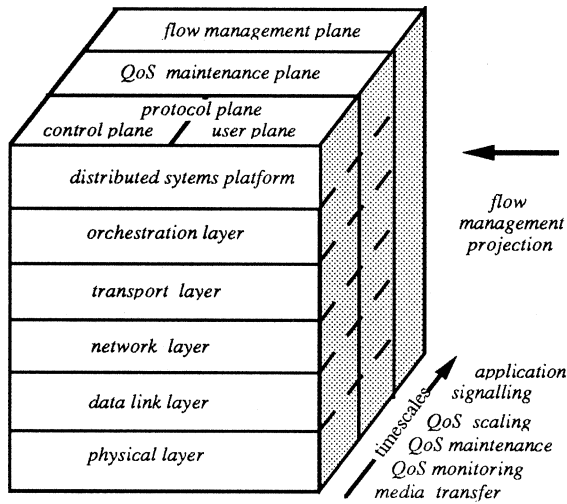 flow management plane
QoS maintenance plane
protocol plane
control plane
user plane
distributed sytems platform
orchestration layer
transport layer
network layer
data link layer
physical layer
flow
management
projection
timescales
application
signalling
QoS scaling
QoS maintenance
QoS monitoring
media transfer